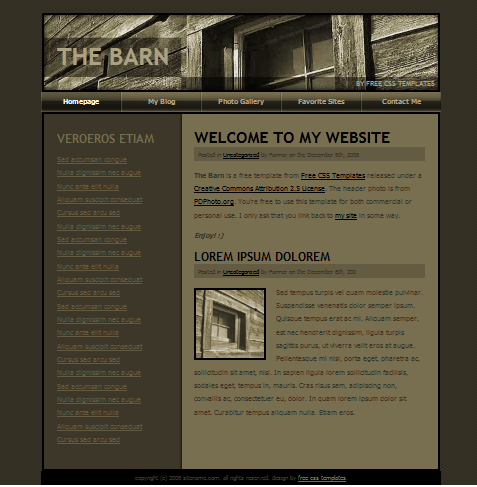 THE BARN
BY FREE CSS TEMPLATES
Homepage
My Blog
Photo Gallery
Favorite Sites
Contact Me
VEROEROS ETIAM
Sed accumsan congue
Nulla dignissim nec augue
Nunc ante elit nulla
Aliquam suscipit consequat
Cursus sed arcu sed
Nulla dignissim nec augue
Sed accumsan congue
Nulla dignissim nec augue
Nunc ante elit nulla
Aliquam suscipit consequat
Cursus sed arcu sed
Sed accumsan congue
Nulla dignissim nec augue
Nunc ante elit nulla
Aliquam suscipit consequat
Cursus sed arcu sed
Nulla dignissim nec augue
Sed accumsan congue
Nulla dignissim nec augue
Nunc ante elit nulla
Aliquam suscipit consequat
Cursus sed arcu sed
WELCOME TO MY WEBSITE
Posted in Uncategorized by Farmer on the December 6th, 2006
The Barn is a free template from Free CSS Templates released under a
Creative Commons Attribution 2.5 License. The header photo is from
PDPhoto.org. You're free to use this template for both commercial or
personal use. I only ask that you link back to my site in some way.
Enjoy! :)
LOREM IPSUM DOLOREM
Posted in Uncategorized by Farmer on the December 6th, 200
Sed tempus turpis vel quam molestie pulvinar.
Suspendisse venenatis dolor semper ipsum.
Quisque tempus erat ac mi. Aliquam semper,
est nec hendrerit dignissim, ligula turpis
sagittis purus, ut viverra velit eros at augue.
Pellentesque mi nisl, porta eget, pharetra ac,
sollicitudin sit amet, nisl. In sapien ligula lorem sollicitudin facilisis,
sodales eget, tempus in, mauris. Cras risus sem, adipiscing non,
convallis ac, consectetuer eu, dolor. In quam lorem ipsum dolor sit
amet. Curabitur tempus aliquam nulla. Etiam eros.
copyright (c) 2006 sitename.com. all rights reserved. design by free css templates.